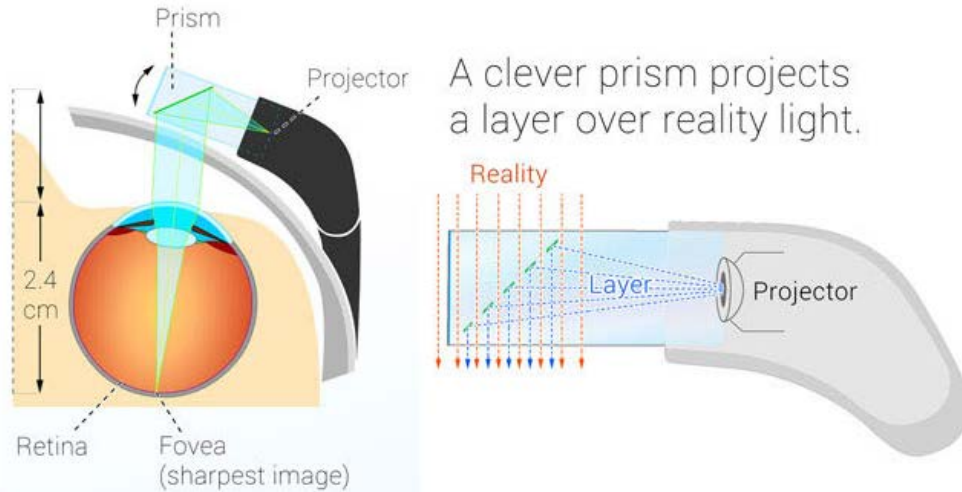 Prism
Projector
2.4
cm
Retina
Fovea
(sharpest image)
A clever prism projects
a layer over reality light.
Reality
Layer
Projector